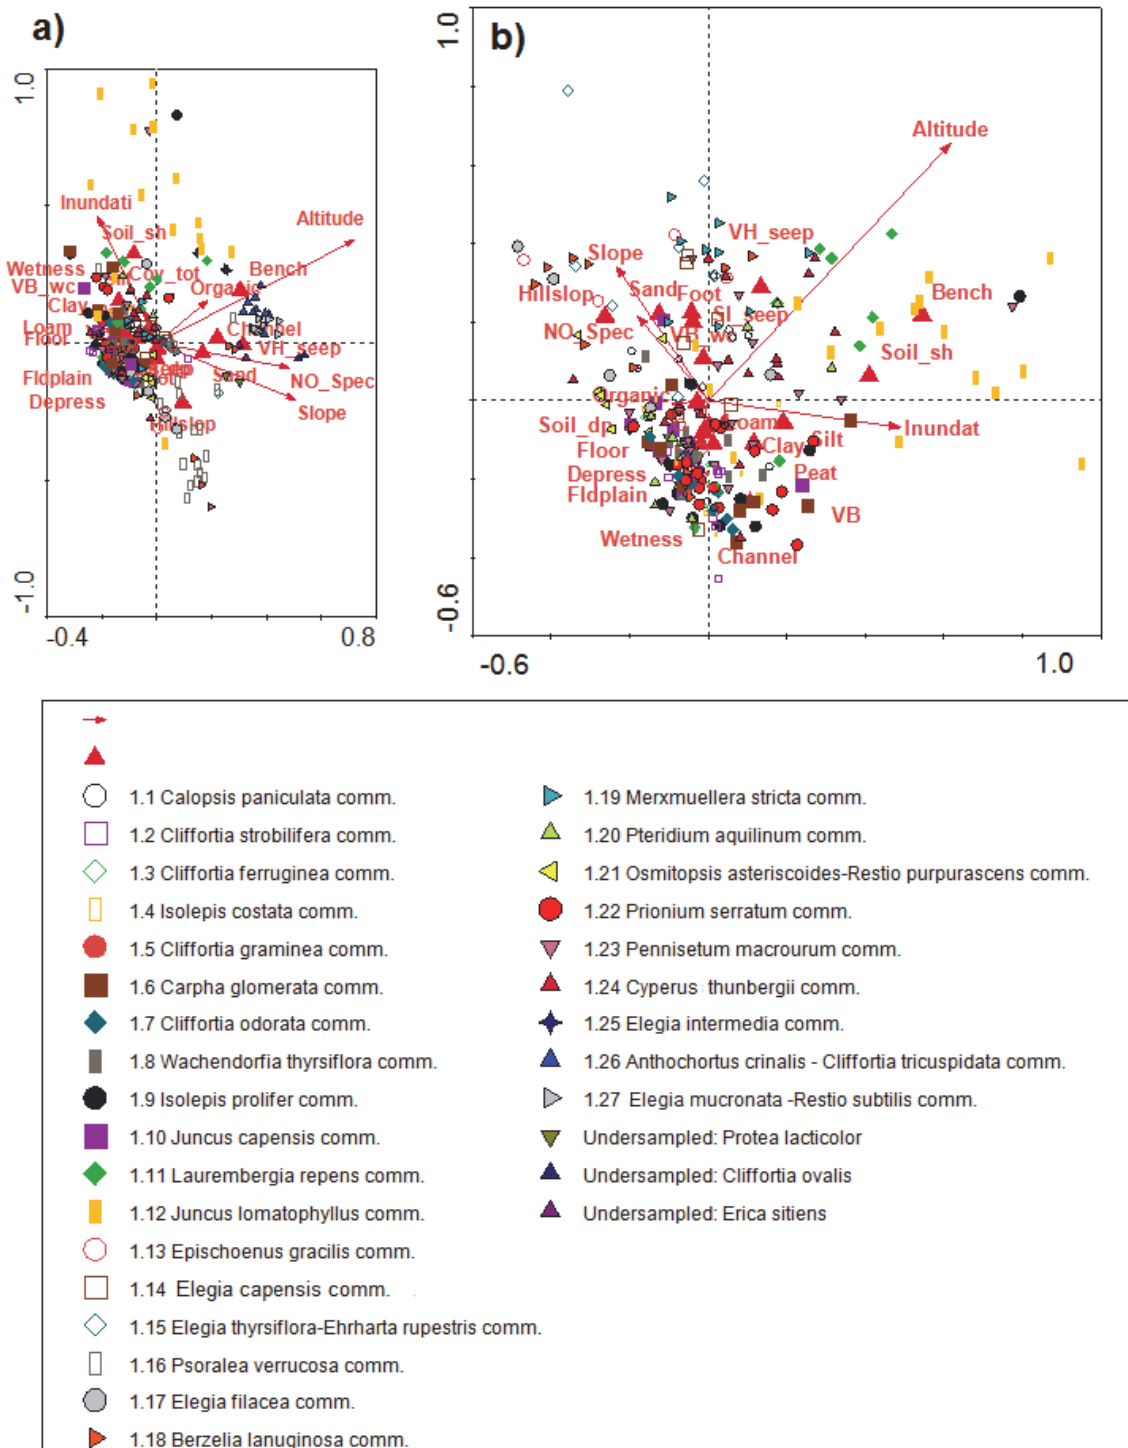 a)
1.0
Inundati
Altitude
Soil_sh
Wetness
Cov_tot
Bench
VB_wc
Organic
Clay
Loam
Channel
Floor
VH_seep
Fldplain
Sand
NO_Spec
Depress
Slope
Hillslop
-1.0
-0.4
0.8
b)
1.0
Altitude
VH_seep
Slope
Hillslop
Sand
Foot
Bench
NO_Spec
SI_seep
VB_wc
Soil_sh
Organic
Soil_dp
Loam
Inundat
Floor
Clay
Silt
Depress
Peat
Fldplain
VB
Wetness
Channel
-0.6
-0.6
1.0
1.1 Calopsis paniculata comm.
1.2 Cliffortia strobilifera comm.
1.3 Cliffortia ferruginea comm.
1.4 Isolepis costata comm.
1.5 Cliffortia graminea comm.
1.6 Carpha glomerata comm.
1.7 Cliffortia odorata comm.
1.8 Wachendorfia thyrsiflora comm.
1.9 Isolepis prolifer comm.
1.10 Juncus capensis comm.
1.11 Laurembergia repens comm.
1.12 Juncus lomatophyllus comm.
1.13 Epischoenus gracilis comm.
1.14 Elegia capensis comm.
1.15 Elegia thyrsiflora-Ehrharta rupestris comm.
1.16 Psoralea verrucosa comm.
1.17 Elegia filacea comm.
1.18 Berzelia lanuginosa comm.
1.19 Merxmuellera stricta comm.
1.20 Pteridium aquilinum comm.
1.21 Osmitopsis asteriscoides-Restio purpurascens comm.
1.22 Prionium serratum comm.
1.23 Pennisetum macrourum comm.
1.24 Cyperus thunbergii comm.
1.25 Elegia intermedia comm.
1.26 Anthochortus crinalis - Cliffortia tricuspidata comm.
1.27 Elegia mucronata -Restio subtilis comm.
Undersampled: Protea lacticolor
Undersampled: Cliffortia ovalis
Undersampled: Erica sitiens